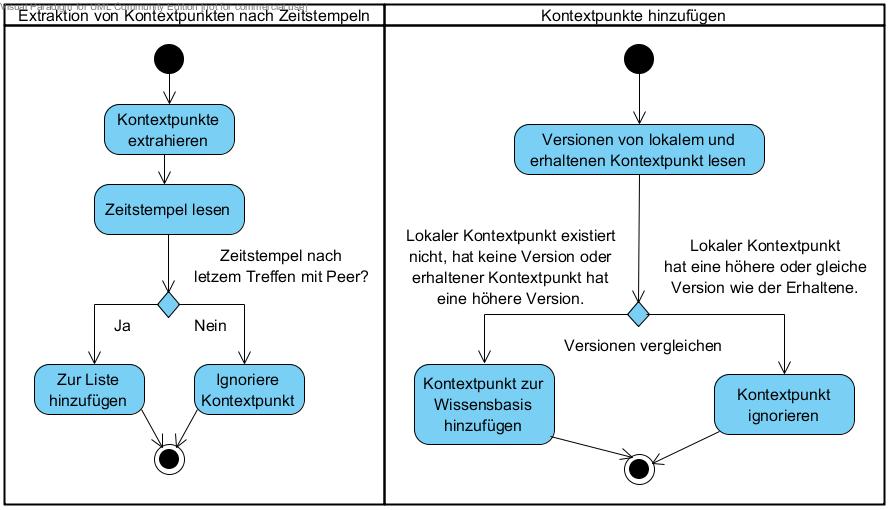 Visual Paradigm for UML Community Edition [not for commercial use]
Extraktion von Kontextpunkten nach Zeitstempeln
Kontextpunkte
extrahieren
Zeitstempel lesen
Zeitstempel nach
letzem Treffen mit Peer?
Ja
Nein
Zur Liste
hinzufügen
Ignoriere
Kontextpunkt
Kontextpunkte hinzufügen
Versionen von lokalem und
erhaltenen Kontextpunkt lesen
Lokaler Kontextpunkt existiert
nicht, hat keine Version oder
erhaltener Kontextpunkt hat
eine höhere Version.
Lokaler Kontextpunkt
hat eine höhere oder gleiche
Version wie der Erhaltene.
Versionen vergleichen
Kontextpunkt zur
Wissensbasis
hinzufügen
Kontextpunkt
ignorieren